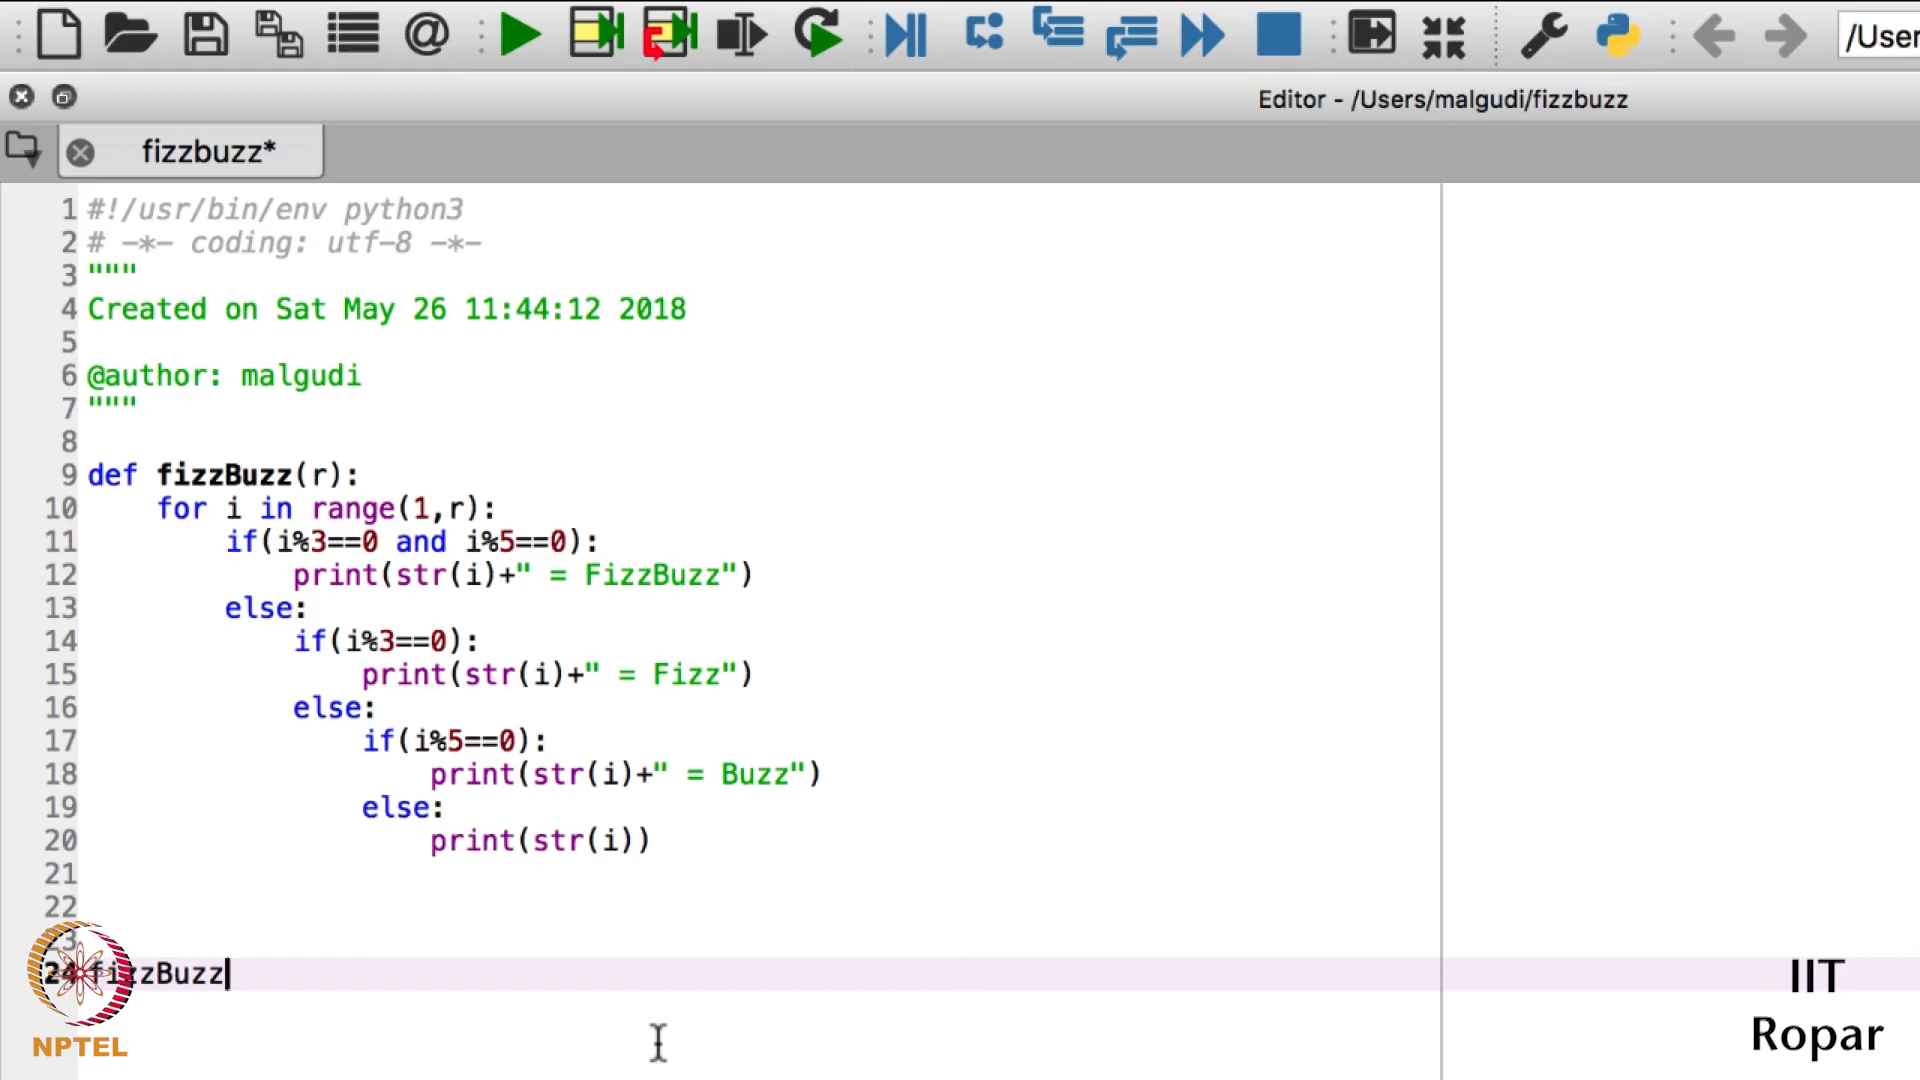 /User
Editor - /Users/malgudi/fizzbuzz
fizzbuzz*
1 #!/usr/bin/env python3
2 # -*- coding: utf-8 -*-
3 """
4 Created on Sat May 26 11:44:12 2018
5
6 @author: malgudi
7 """
8
9 def fizzBuzz(r):
10     for i in range(1,r):
11         if(i%3==0 and i%5==0):
12             print(str(i)+" = FizzBuzz")
13         else:
14             if(i%3==0):
15                 print(str(i)+" = Fizz")
16             else:
17                 if(i%5==0):
18                     print(str(i)+" = Buzz")
19                 else:
20                     print(str(i))
21
22
23
24 fizzBuzz
NPTEL
IIT
Ropar